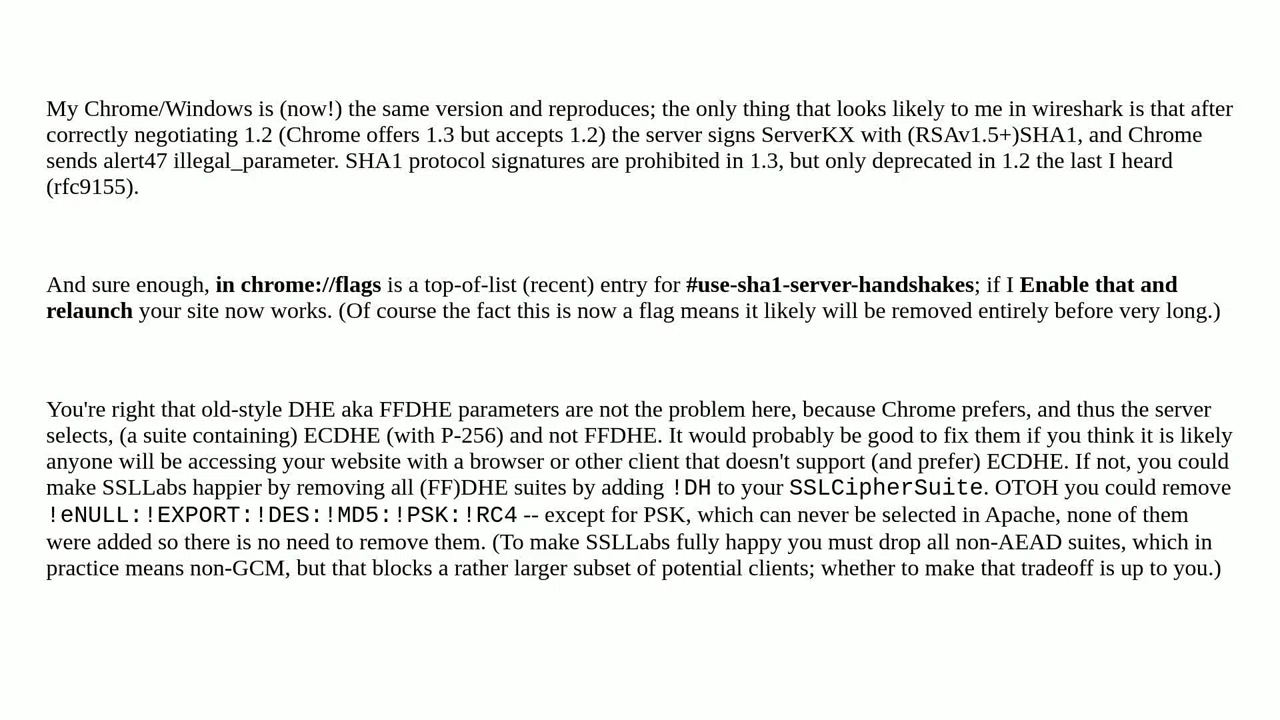 My Chrome/Windows is (now!) the same version and reproduces; the only thing that looks likely to me in wireshark is that after
correctly negotiating 1.2 (Chrome offers 1.3 but accepts 1.2) the server signs ServerKX with (RSAv1.5+)SHA1, and Chrome
sends alert47 illegal_parameter. SHA1 protocol signatures are prohibited in 1.3, but only deprecated in 1.2 the last I heard
(rfc9155).
And sure enough, in chrome://flags is a top-of-list (recent) entry for #use-sha1-server-handshakes; if I Enable that and
relaunch your site now works. (Of course the fact this is now a flag means it likely will be removed entirely before very long.)
You're right that old-style DHE aka FFDHE parameters are not the problem here, because Chrome prefers, and thus the server
selects, (a suite containing) ECDHE (with P-256) and not FFDHE. It would probably be good to fix them if you think it is likely
anyone will be accessing your website with a browser or other client that doesn't support (and prefer) ECDHE. If not, you could
make SSLLabs happier by removing all (FF)DHE suites by adding !DH to your SSLCipherSuite. OTOH you could remove
!eNULL:!EXPORT:!DES:!MD5:!PSK:!RC4 -- except for PSK, which can never be selected in Apache, none of them
were added so there is no need to remove them. (To make SSLLabs fully happy you must drop all non-AEAD suites, which in
practice means non-GCM, but that blocks a rather larger subset of potential clients; whether to make that tradeoff is up to you.)